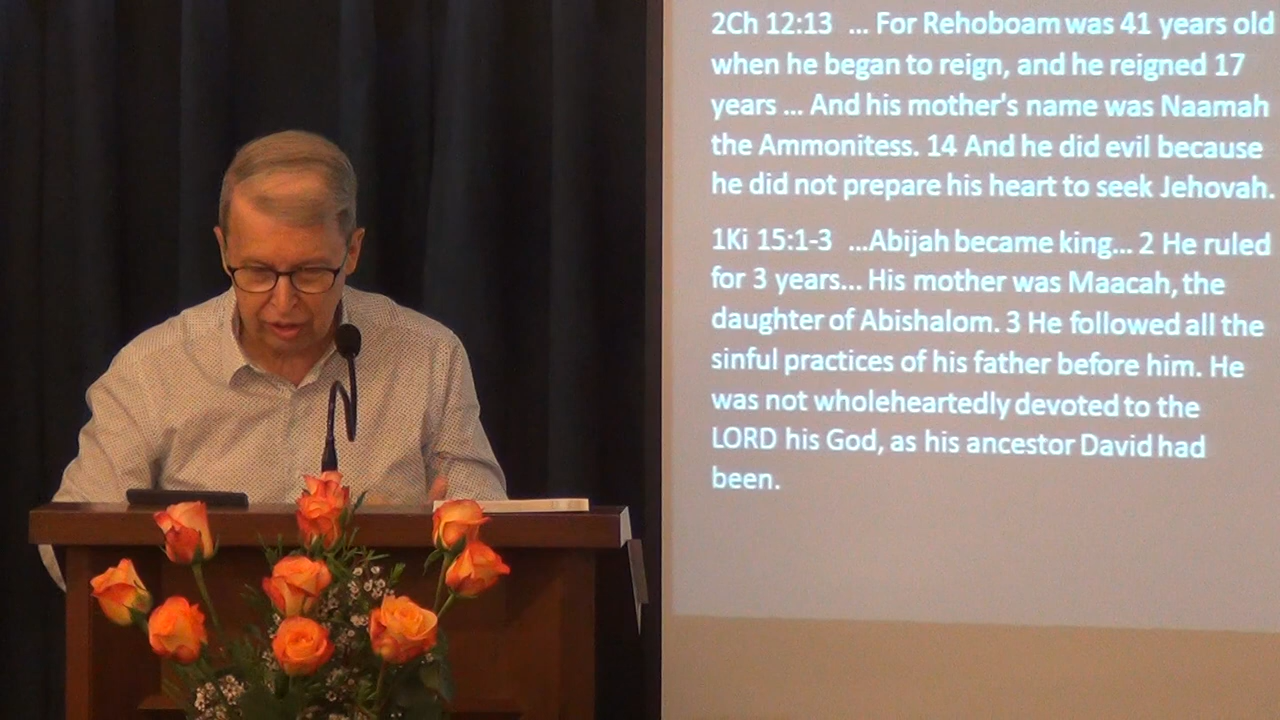 2Ch 12:13 ... For Rehoboam was 41 years old
when he began to reign, and he reigned 17
years ... And his mother's name was Naamah
the Ammonitess. 14 And he did evil because
he did not prepare his heart to seek Jehovah.
1Ki 15:1-3 ...Abijah became king... 2 He ruled
for 3 years... His mother was Maacah, the
daughter of Abishalom. 3 He followed all the
sinful practices of his father before him. He
was not wholeheartedly devoted to the
LORD his God, as his ancestor David had
been.